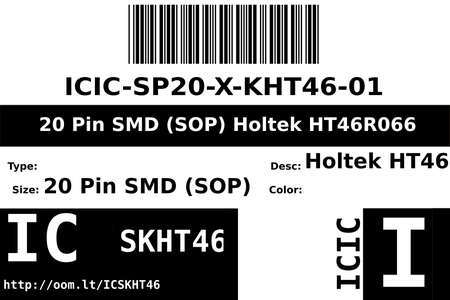 ICIC-SP20-X-KHT46-01
20 Pin SMD (SOP) Holtek HT46R066
Type:
Desc: Holtek HT46
Size: 20 Pin SMD (SOP)
Color:
IC
SKHT46
http://oom.lt/ICSKHT46
ICIC
I